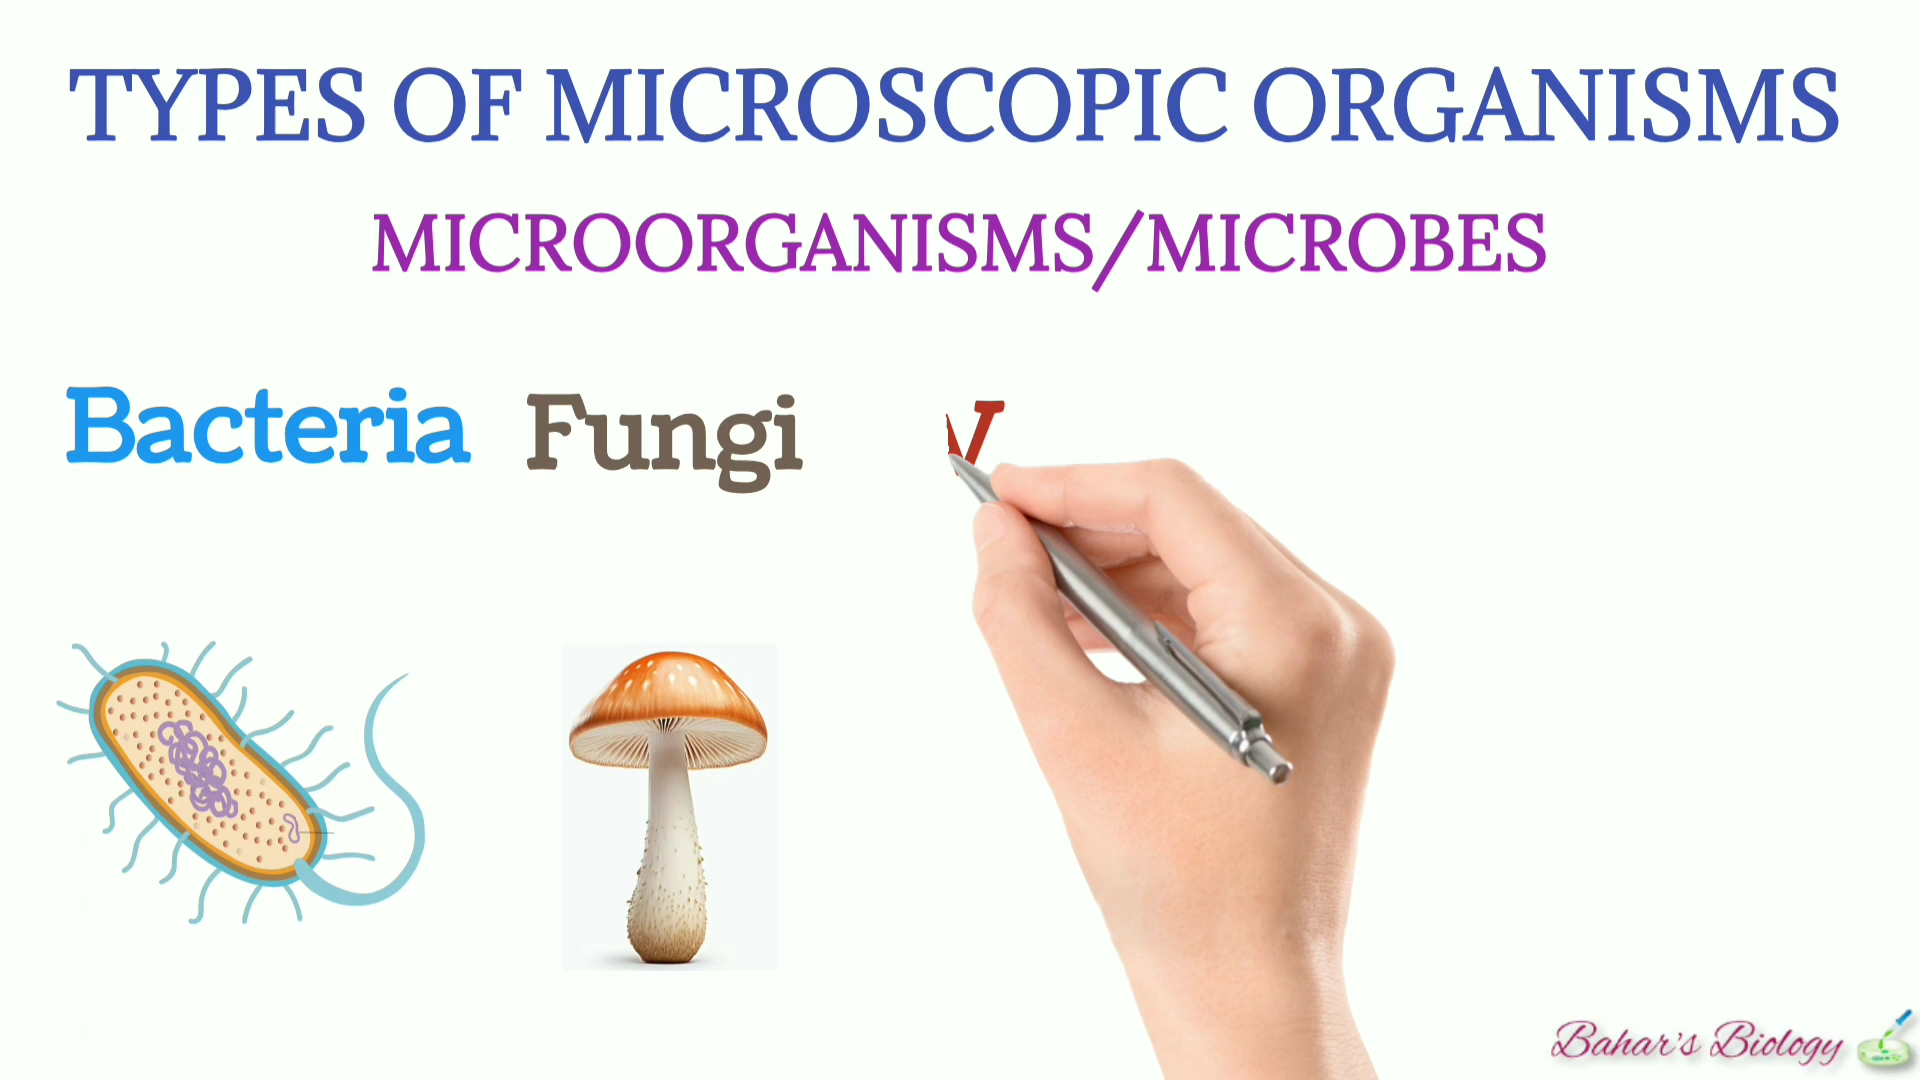 TYPES OF MICROSCOPIC ORGANISMS
MICROORGANISMS/MICROBES
Bacteria Fungi V
Bahar's Biology